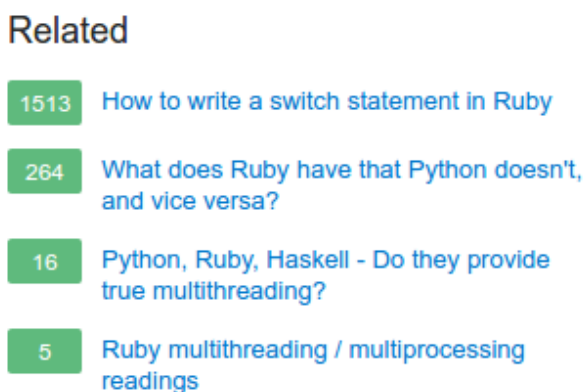 Related
1513 How to write a switch statement in Ruby
264 What does Ruby have that Python doesn't,
and vice versa?
16 Python, Ruby, Haskell - Do they provide
true multithreading?
5 Ruby multithreading / multiprocessing
readings